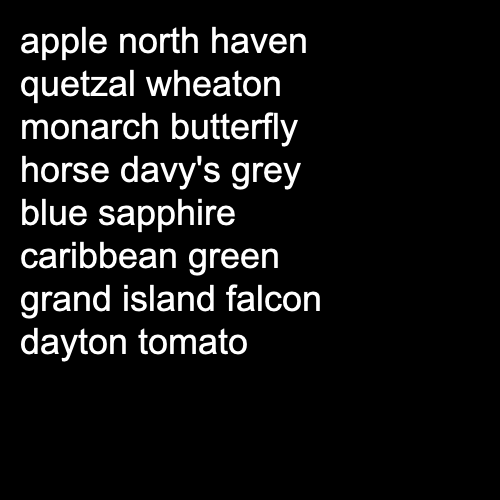 apple north haven
quetzal wheaton
monarch butterfly
horse davy's grey
blue sapphire
caribbean green
grand island falcon
dayton tomato